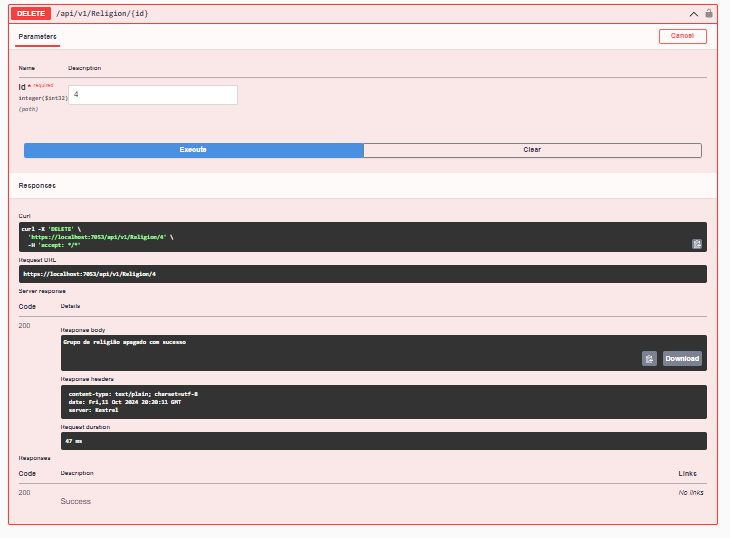 DELETE /api/v1/Religion/{id}
Parameters
Cancel
Name Description
id * required
integer($int32)
(path)
4
Execute Clear
Responses
Curl
curl -X 'DELETE' \
'https://localhost:7053/api/v1/Religion/4' \
-H 'accept: */*'
Request URL
https://localhost:7053/api/v1/Religion/4
Server response
Code Details
200
Response body
Grupo de religião apagado com sucesso
Download
Response headers
content-type: text/plain; charset=utf-8
date: Fri,11 Oct 2024 20:20:11 GMT
server: Kestrel
Request duration
47 ms
Responses
Code Description Links
200
Success
No links